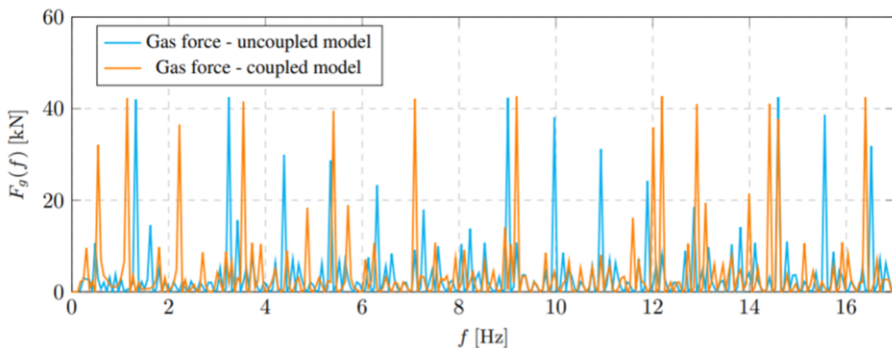 60
40
20
0
F_g(f) [kN]
Gas force - uncoupled model
Gas force - coupled model
0 2 4 6 8 10 12 14 16
f [Hz]